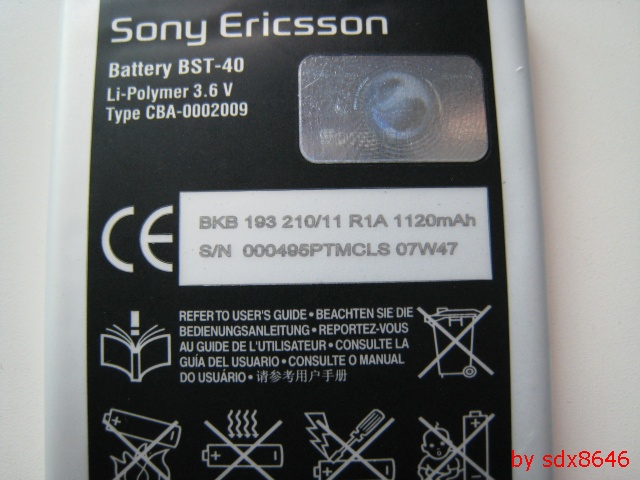 Sony Ericsson
Battery BST-40
Li-Polymer 3.6 V
Type CBA-0002009
BKB 193 210/11 R1A 1120mAh
S/N 000495PTMCLS 07W47
REFER TO USER'S GUIDE • BEACHTEN SIE DIE
BEDIENUNGSANLEITUNG • REPORTEZ-VOUS
AU GUIDE DE L'UTILISATEUR • CONSULTE LA
GUÍA DEL USUARIO • CONSULTE O MANUAL
DO USUÁRIO • 请参考用户手册
by sdx8646